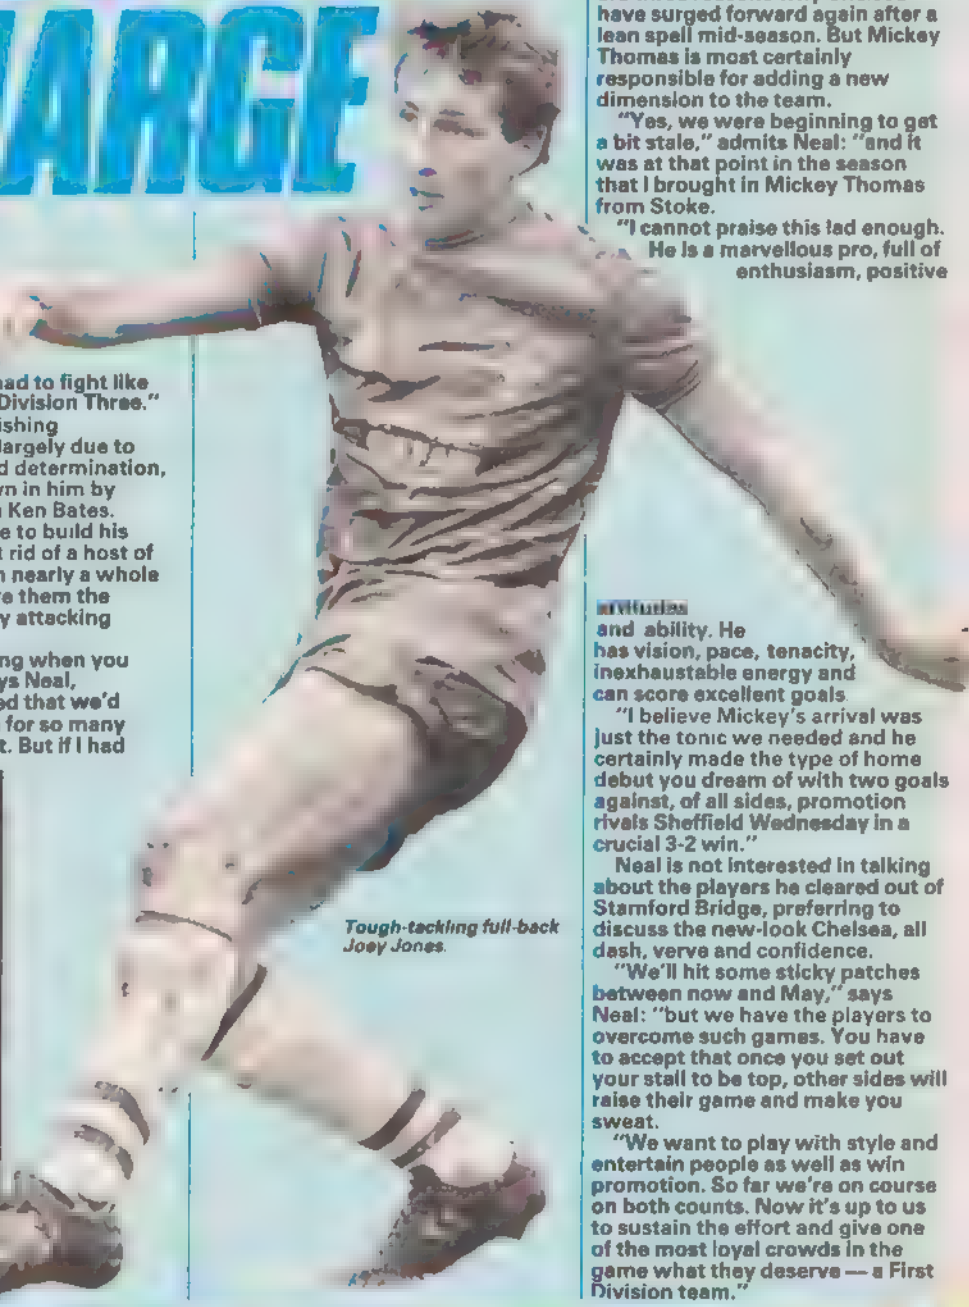 ARGE
had to fight like
Division Three."
ishing
largely due to
d determination,
wn in him by
Ken Bates.
e to build his
t rid of a host of
n nearly a whole
e them the
y attacking
ng when you
ys Neal,
ed that we'd
for so many
t. But if I had
Tough-tackling full-back
Joey Jones.
have surged forward again after a
lean spell mid-season. But Mickey
Thomas is most certainly
responsible for adding a new
dimension to the team.
"Yes, we were beginning to get
a bit stale," admits Neal: "and it
was at that point in the season
that I brought in Mickey Thomas
from Stoke.
"I cannot praise this lad enough.
He is a marvellous pro, full of
enthusiasm, positive
attitudes
and ability. He
has vision, pace, tenacity,
inexhaustable energy and
can score excellent goals
"I believe Mickey's arrival was
just the tonic we needed and he
certainly made the type of home
debut you dream of with two goals
against, of all sides, promotion
rivals Sheffield Wednesday in a
crucial 3-2 win."
Neal is not interested in talking
about the players he cleared out of
Stamford Bridge, preferring to
discuss the new-look Chelsea, all
dash, verve and confidence.
"We'll hit some sticky patches
between now and May," says
Neal: "but we have the players to
overcome such games. You have
to accept that once you set out
your stall to be top, other sides will
raise their game and make you
sweat.
"We want to play with style and
entertain people as well as win
promotion. So far we're on course
on both counts. Now it's up to us
to sustain the effort and give one
of the most loyal crowds in the
game what they deserve — a First
Division team."